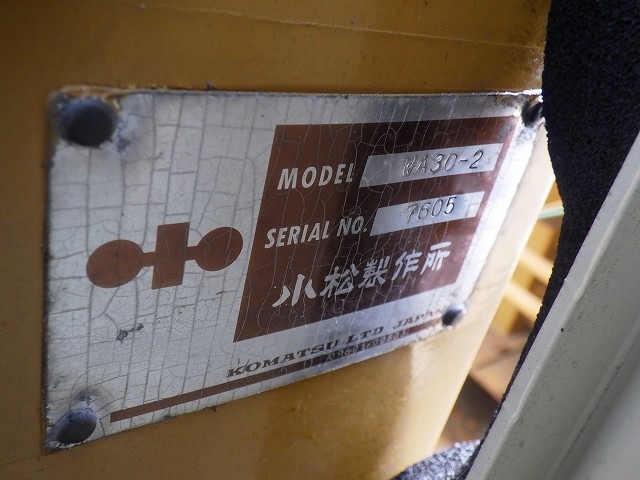 MODEL WA30-2
SERIAL NO. 7605
小松製作所
KOMATSU LTD JAPAN